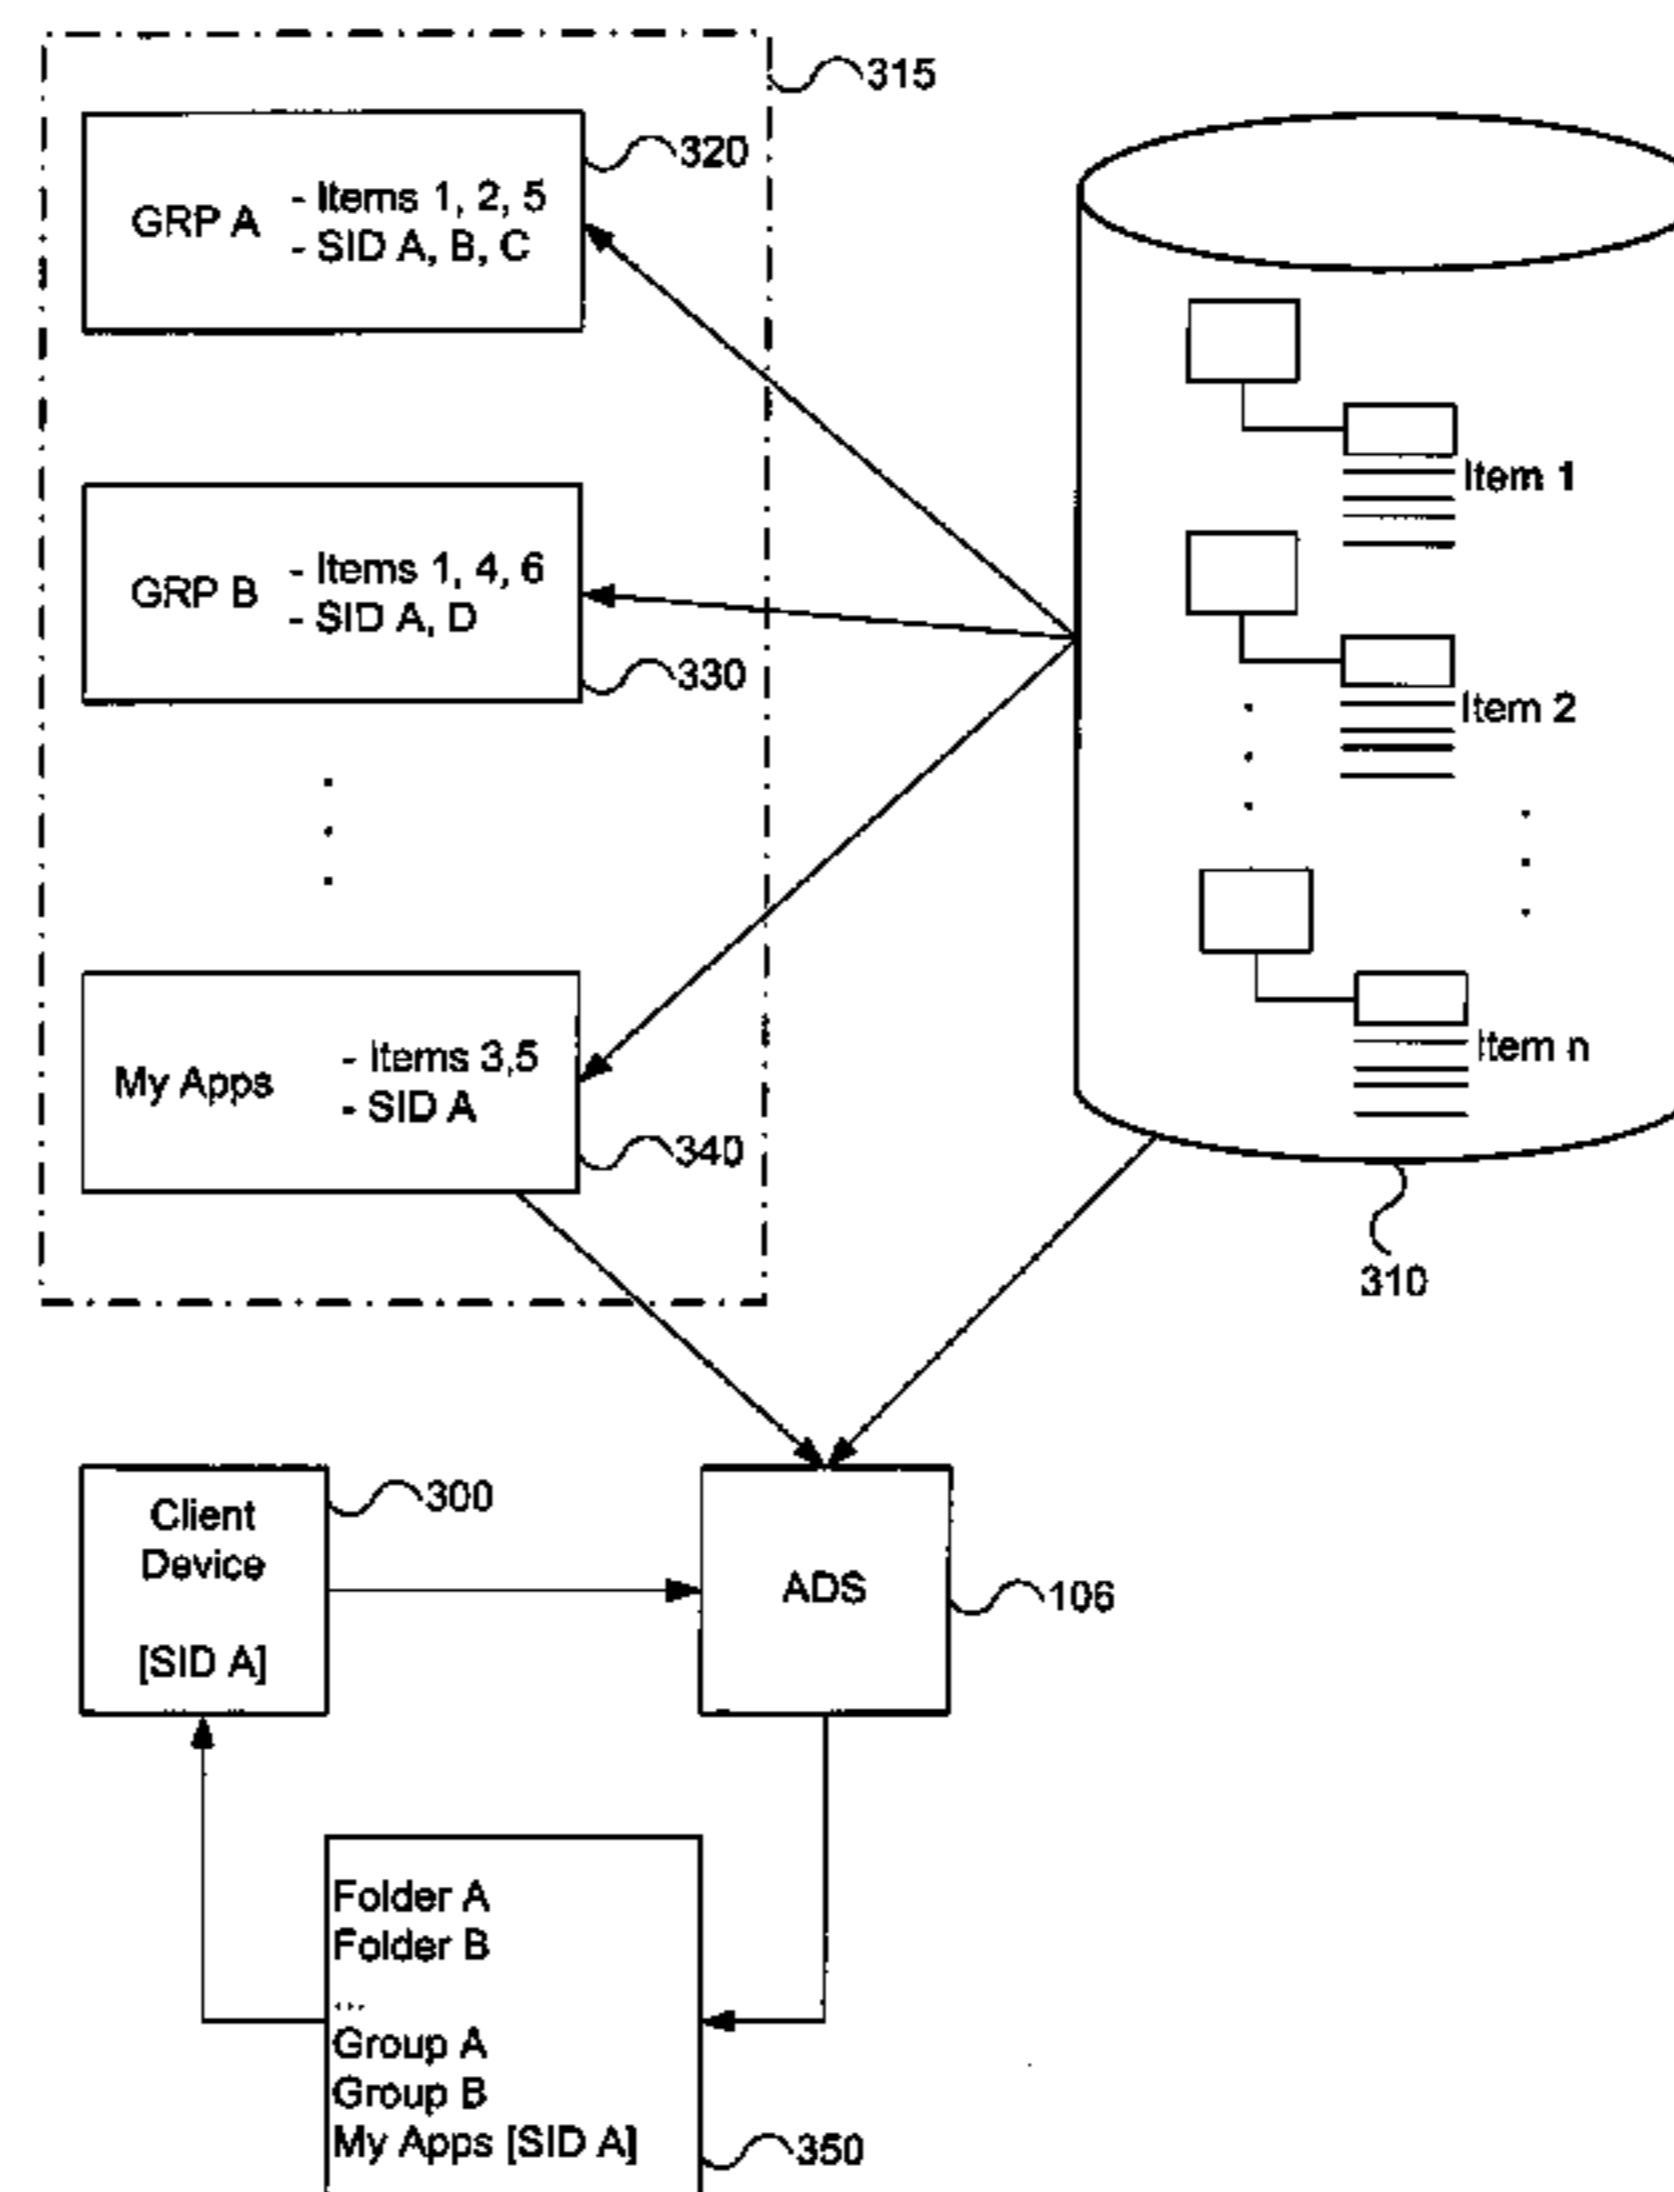 315
320
GRP A
- Items 1, 2, 5
- SID A, B, C
GRP B
- Items 1, 4, 6
- SID A, D
330
My Apps
- Items 3,5
- SID A
340
Item 1
Item 2
Item n
310
Client
Device
[SID A]
300
ADS
106
Folder A
Folder B
...
Group A
Group B
My Apps [SID A]
350